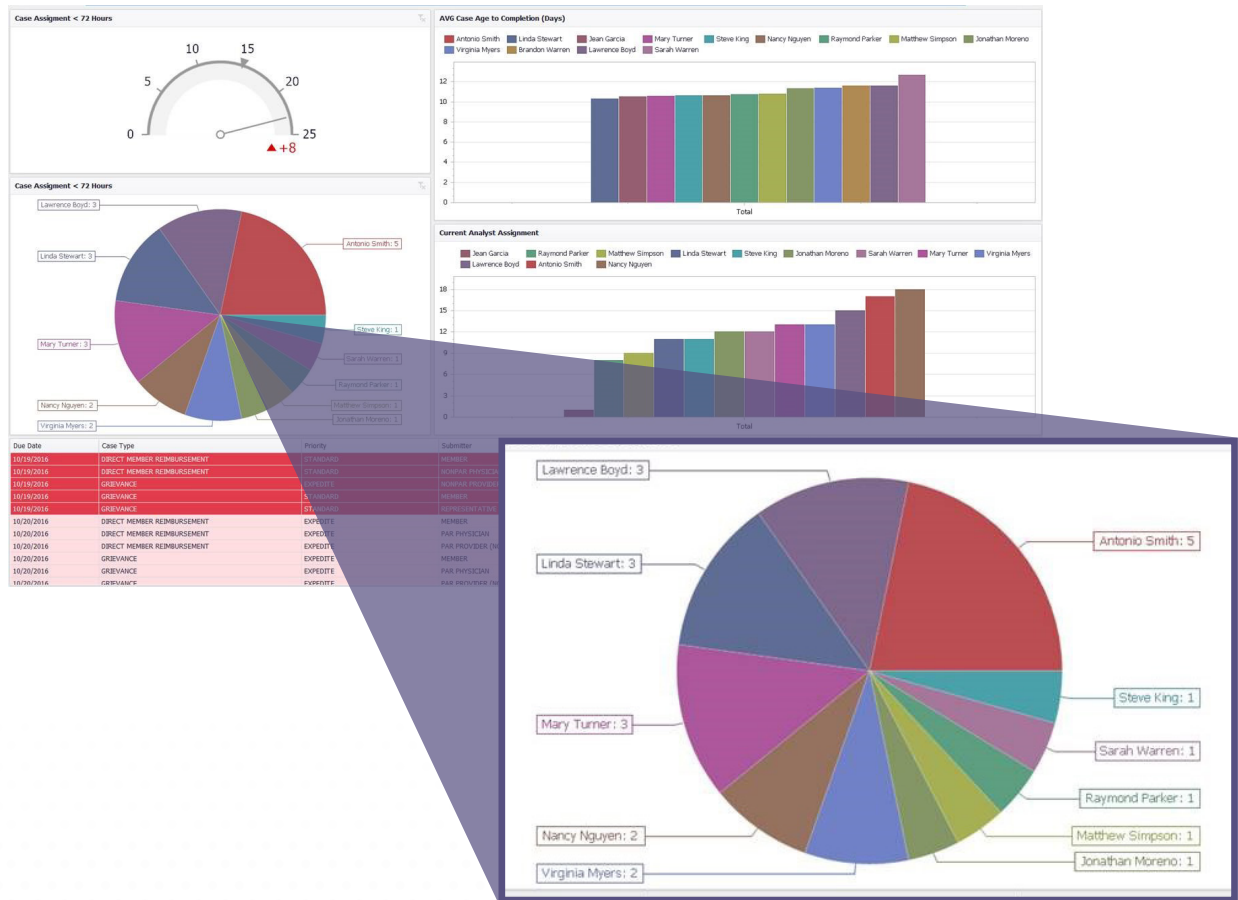 Case Assigment < 72 Hours
0
5
10
15
20
25
▲ +8
AVG Case Age to Completion (Days)
Antonio Smith Linda Stewart Jean Garcia Mary Turner Steve King Nancy Nguyen Raymond Parker Matthew Simpson Jonathan Moreno
Virginia Myers Brandon Warren Lawrence Boyd Sarah Warren
12
10
8
6
4
2
0
Total
Case Assigment < 72 Hours
Lawrence Boyd: 3
Antonio Smith: 5
Linda Stewart: 3
Steve King: 1
Mary Turner: 3
Sarah Warren: 1
Raymond Parker: 1
Nancy Nguyen: 2
Matthew Simpson: 1
Virginia Myers: 2
Jonathan Moreno: 1
Current Analyst Assignment
Jean Garcia Raymond Parker Matthew Simpson Linda Stewart Steve King Jonathan Moreno Sarah Warren Mary Turner Virginia Myers
Lawrence Boyd Antonio Smith Nancy Nguyen
18
15
12
9
6
3
0
Total
Due Date Case Type Priority Submitter
10/19/2016 DIRECT MEMBER REIMBURSEMENT STANDARD MEMBER
10/19/2016 DIRECT MEMBER REIMBURSEMENT STANDARD NONPAR PHYSICIA
10/19/2016 GRIEVANCE EXPEDITE NONPAR PROVIDER
10/19/2016 GRIEVANCE STANDARD MEMBER
10/19/2016 GRIEVANCE STANDARD REPRESENTATIVE
10/20/2016 DIRECT MEMBER REIMBURSEMENT EXPEDITE MEMBER
10/20/2016 DIRECT MEMBER REIMBURSEMENT EXPEDITE PAR PHYSICIAN
10/20/2016 DIRECT MEMBER REIMBURSEMENT EXPEDITE PAR PROVIDER (NO
10/20/2016 GRIEVANCE EXPEDITE MEMBER
10/20/2016 GRIEVANCE EXPEDITE PAR PHYSICIAN
10/20/2016 GRIEVANCE EXPEDITE PAR PROVIDER (NO
Lawrence Boyd: 3
Antonio Smith: 5
Linda Stewart: 3
Steve King: 1
Mary Turner: 3
Sarah Warren: 1
Raymond Parker: 1
Nancy Nguyen: 2
Matthew Simpson: 1
Jonathan Moreno: 1
Virginia Myers: 2